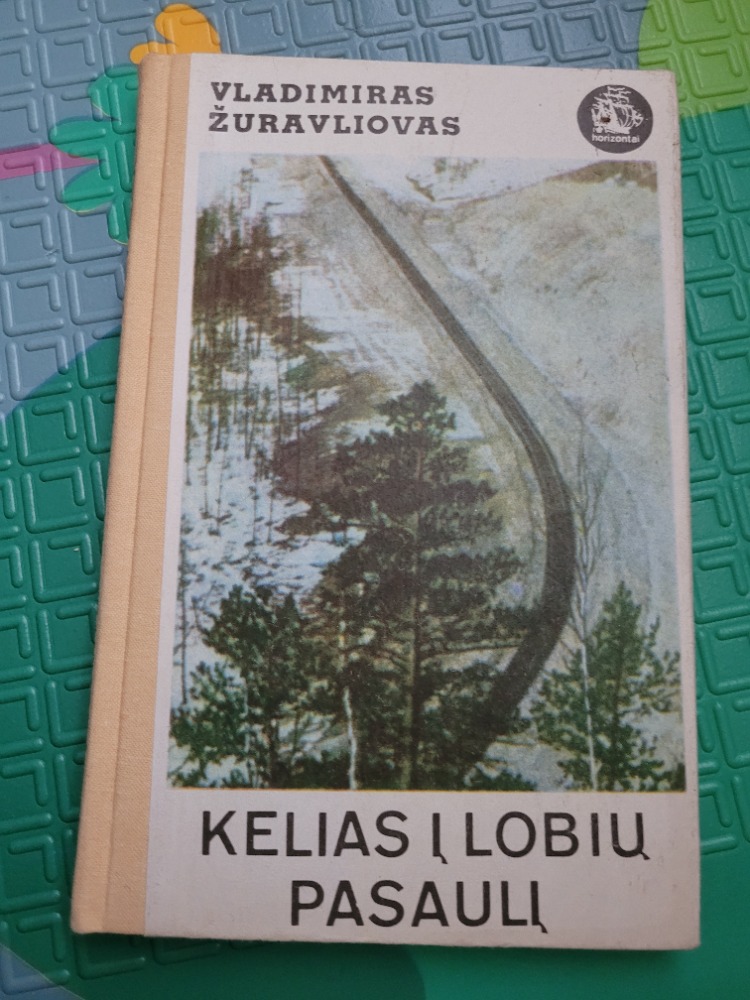 VLADIMIRAS
ŽURAVLIOVAS
horizontai
KELIAS Į LOBIŲ
PASAULĮ